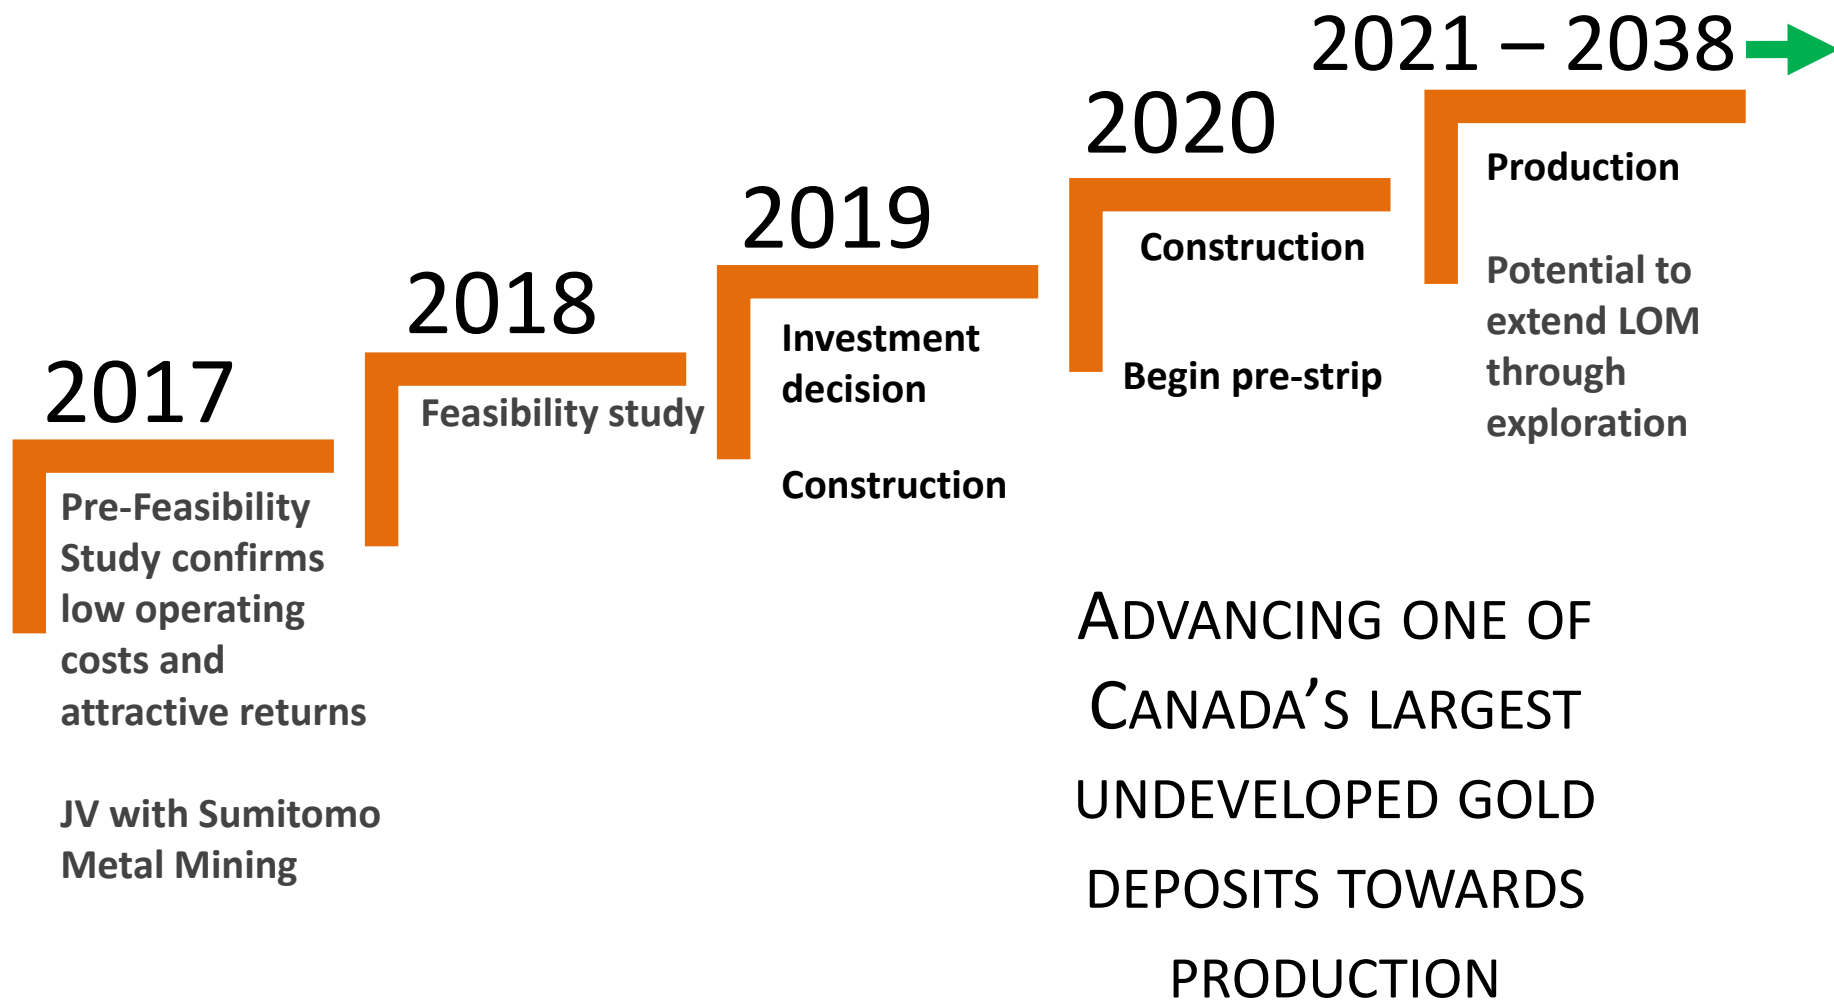 2017
Pre-Feasibility
Study confirms
low operating
costs and
attractive returns
JV with Sumitomo
Metal Mining
2018
Feasibility study
2019
Investment
decision
Construction
2020
Construction
Begin pre-strip
2021 – 2038
Production
Potential to
extend LOM
through
exploration
ADVANCING ONE OF
CANADA’S LARGEST
UNDEVELOPED GOLD
DEPOSITS TOWARDS
PRODUCTION